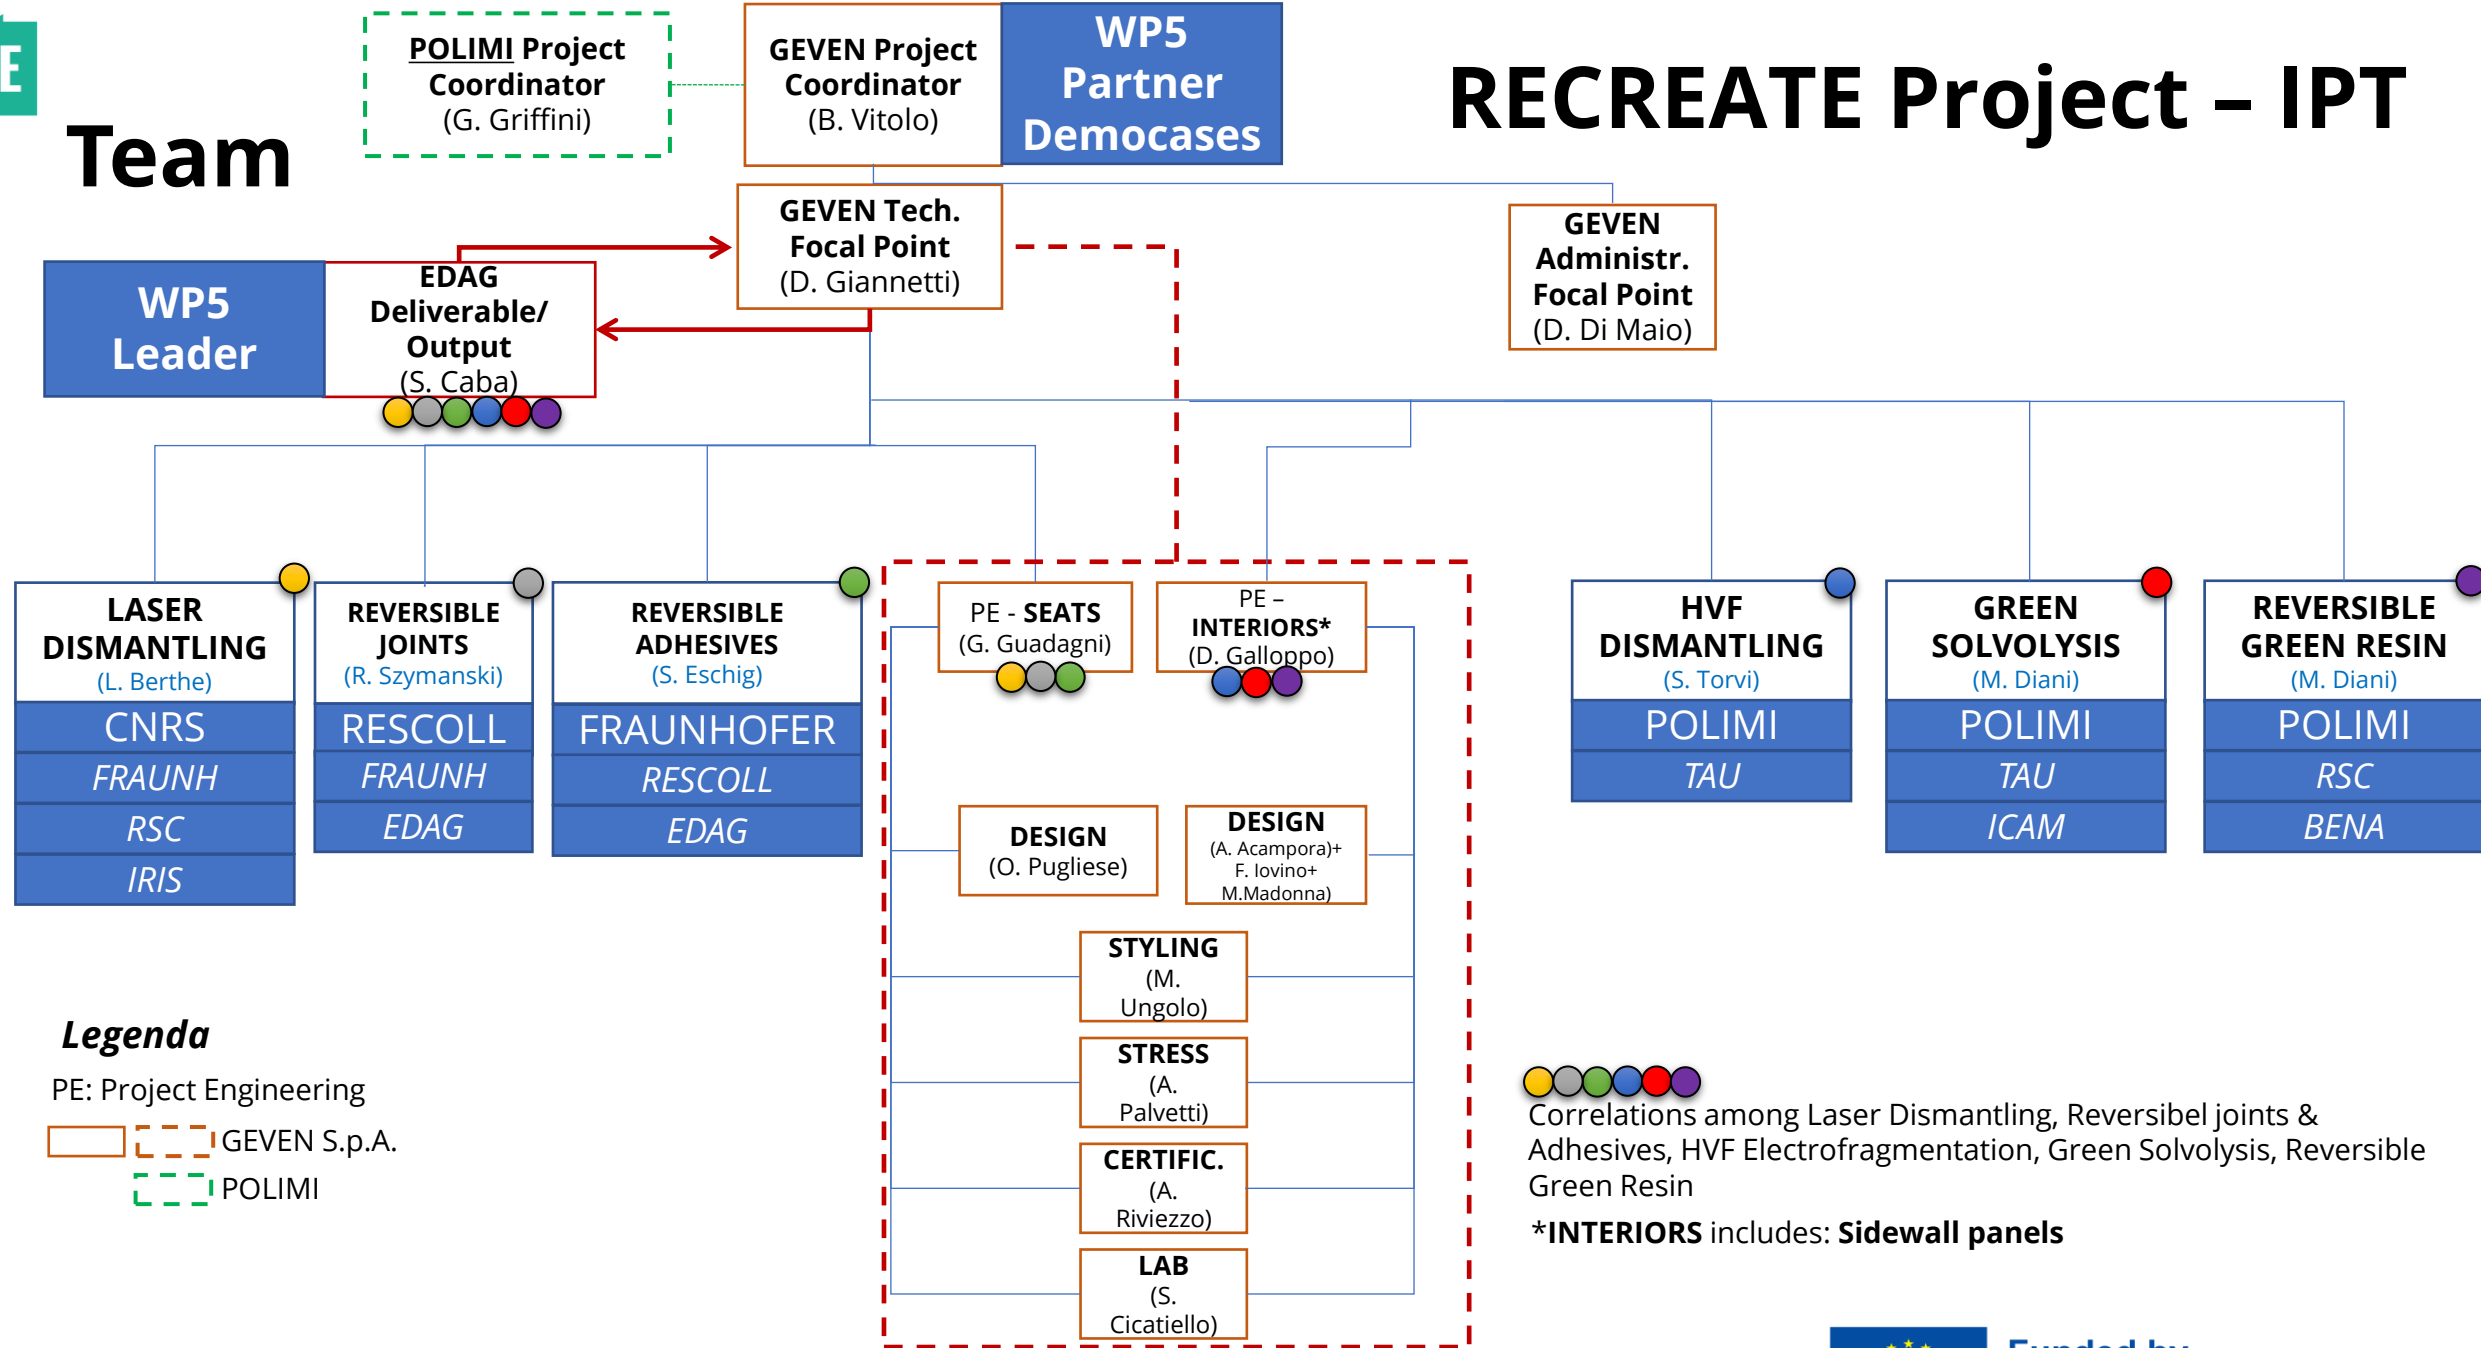 E
POLIMI Project
Coordinator
(G. Griffini)
GEVEN Project
Coordinator
(B. Vitolo)
WP5
Partner
Democases
RECREATE Project – IPT
Team
GEVEN Tech.
Focal Point
(D. Giannetti)
GEVEN
Administr.
Focal Point
(D. Di Maio)
WP5
Leader
EDAG
Deliverable/
Output
(S. Caba)
LASER
DISMANTLING
(L. Berthe)
CNRS
FRAUNH
RSC
IRIS
REVERSIBLE
JOINTS
(R. Szymanski)
RESCOLL
FRAUNH
EDAG
REVERSIBLE
ADHESIVES
(S. Eschig)
FRAUNHOFER
RESCOLL
EDAG
PE - SEATS
(G. Guadagni)
PE –
INTERIORS*
(D. Galloppo)
DESIGN
(O. Pugliese)
DESIGN
(A. Acampora)+
F. Iovino+
M.Madonna)
STYLING
(M.
Ungolo)
STRESS
(A.
Palvetti)
CERTIFIC.
(A.
Riviezzo)
LAB
(S.
Cicatiello)
HVF
DISMANTLING
(S. Torvi)
POLIMI
TAU
GREEN
SOLVOLYSIS
(M. Diani)
POLIMI
TAU
ICAM
REVERSIBLE
GREEN RESIN
(M. Diani)
POLIMI
RSC
BENA
Legenda
PE: Project Engineering
GEVEN S.p.A.
POLIMI
Correlations among Laser Dismantling, Reversibel joints &
Adhesives, HVF Electrofragmentation, Green Solvolysis, Reversible
Green Resin
*INTERIORS includes: Sidewall panels
Funded by